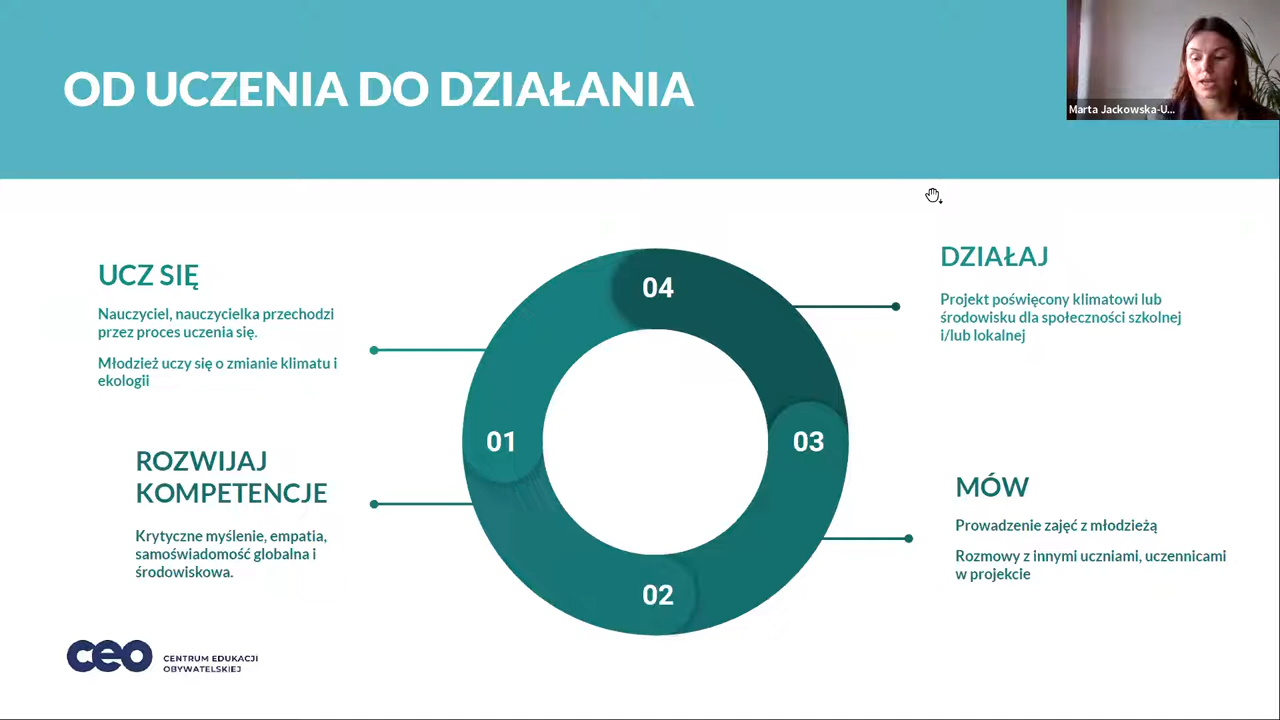 OD UCZENIA DO DZIAŁANIA
Marta Jackowska-U...
UCZ SIĘ
Nauczyciel, nauczycielka przechodzi
przez proces uczenia się.
Młodzież uczy się o zmianie klimatu i
ekologii
ROZWIJAJ
KOMPETENCJE
Krytyczne myślenie, empatia,
samoświadomość globalna i
środowiskowa.
04
01
03
02
DZIAŁAJ
Projekt poświęcony klimatowi lub
środowisku dla społeczności szkolnej
i/lub lokalnej
MÓW
Prowadzenie zajęć z młodzieżą
Rozmowy z innymi uczniami, uczennicami
w projekcie
ceo
CENTRUM EDUKACJI
OBYWATELSKIEJ